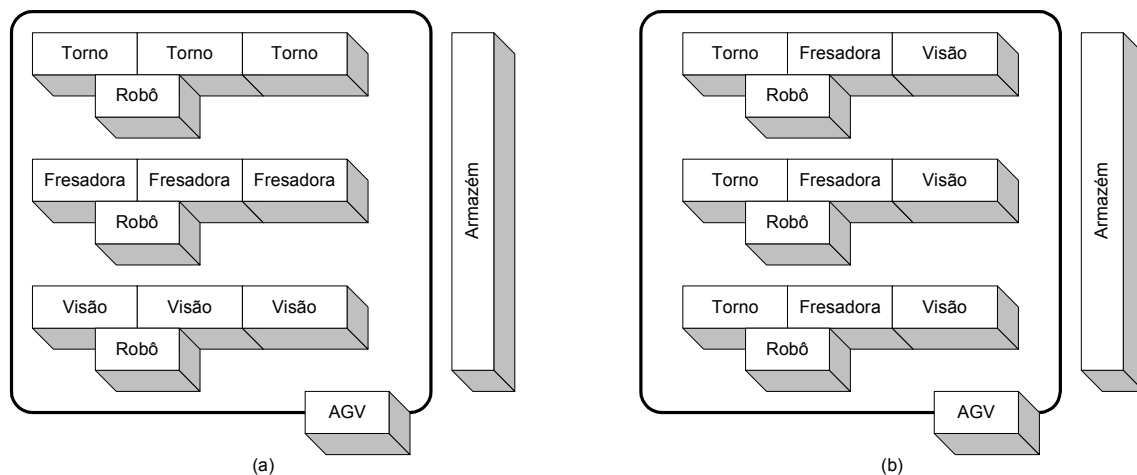 Torno Torno Torno
Robô
Fresadora Fresadora Fresadora
Robô
Visão Visão Visão
Robô
AGV
Armazém
(a)
Torno Fresadora Visão
Robô
Torno Fresadora Visão
Robô
Torno Fresadora Visão
Robô
AGV
Armazém
(b)